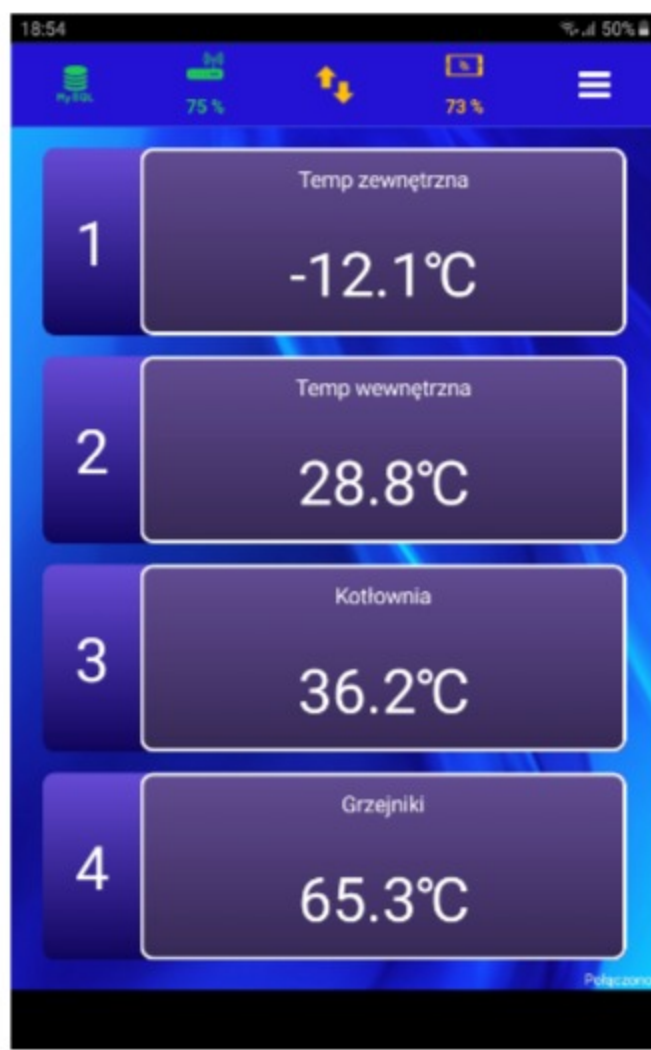 18:54
50%
MySQL
75 %
%
73 %
1
Temp zewnętrzna
-12.1°C
2
Temp wewnętrzna
28.8°C
3
Kotłownia
36.2°C
4
Grzejniki
65.3°C
Połączono